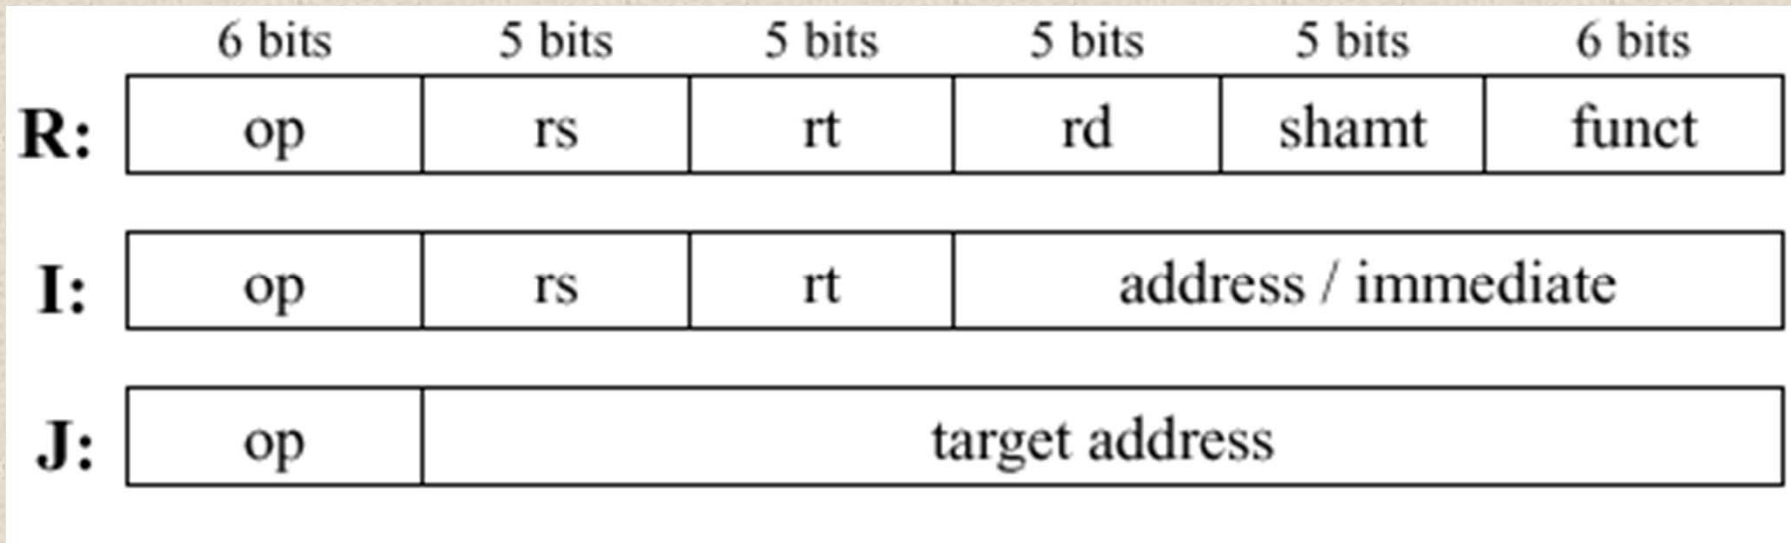 6 bits 5 bits 5 bits 5 bits 5 bits 6 bits
R: op rs rt rd shamt funct
I: op rs rt address / immediate
J: op target address